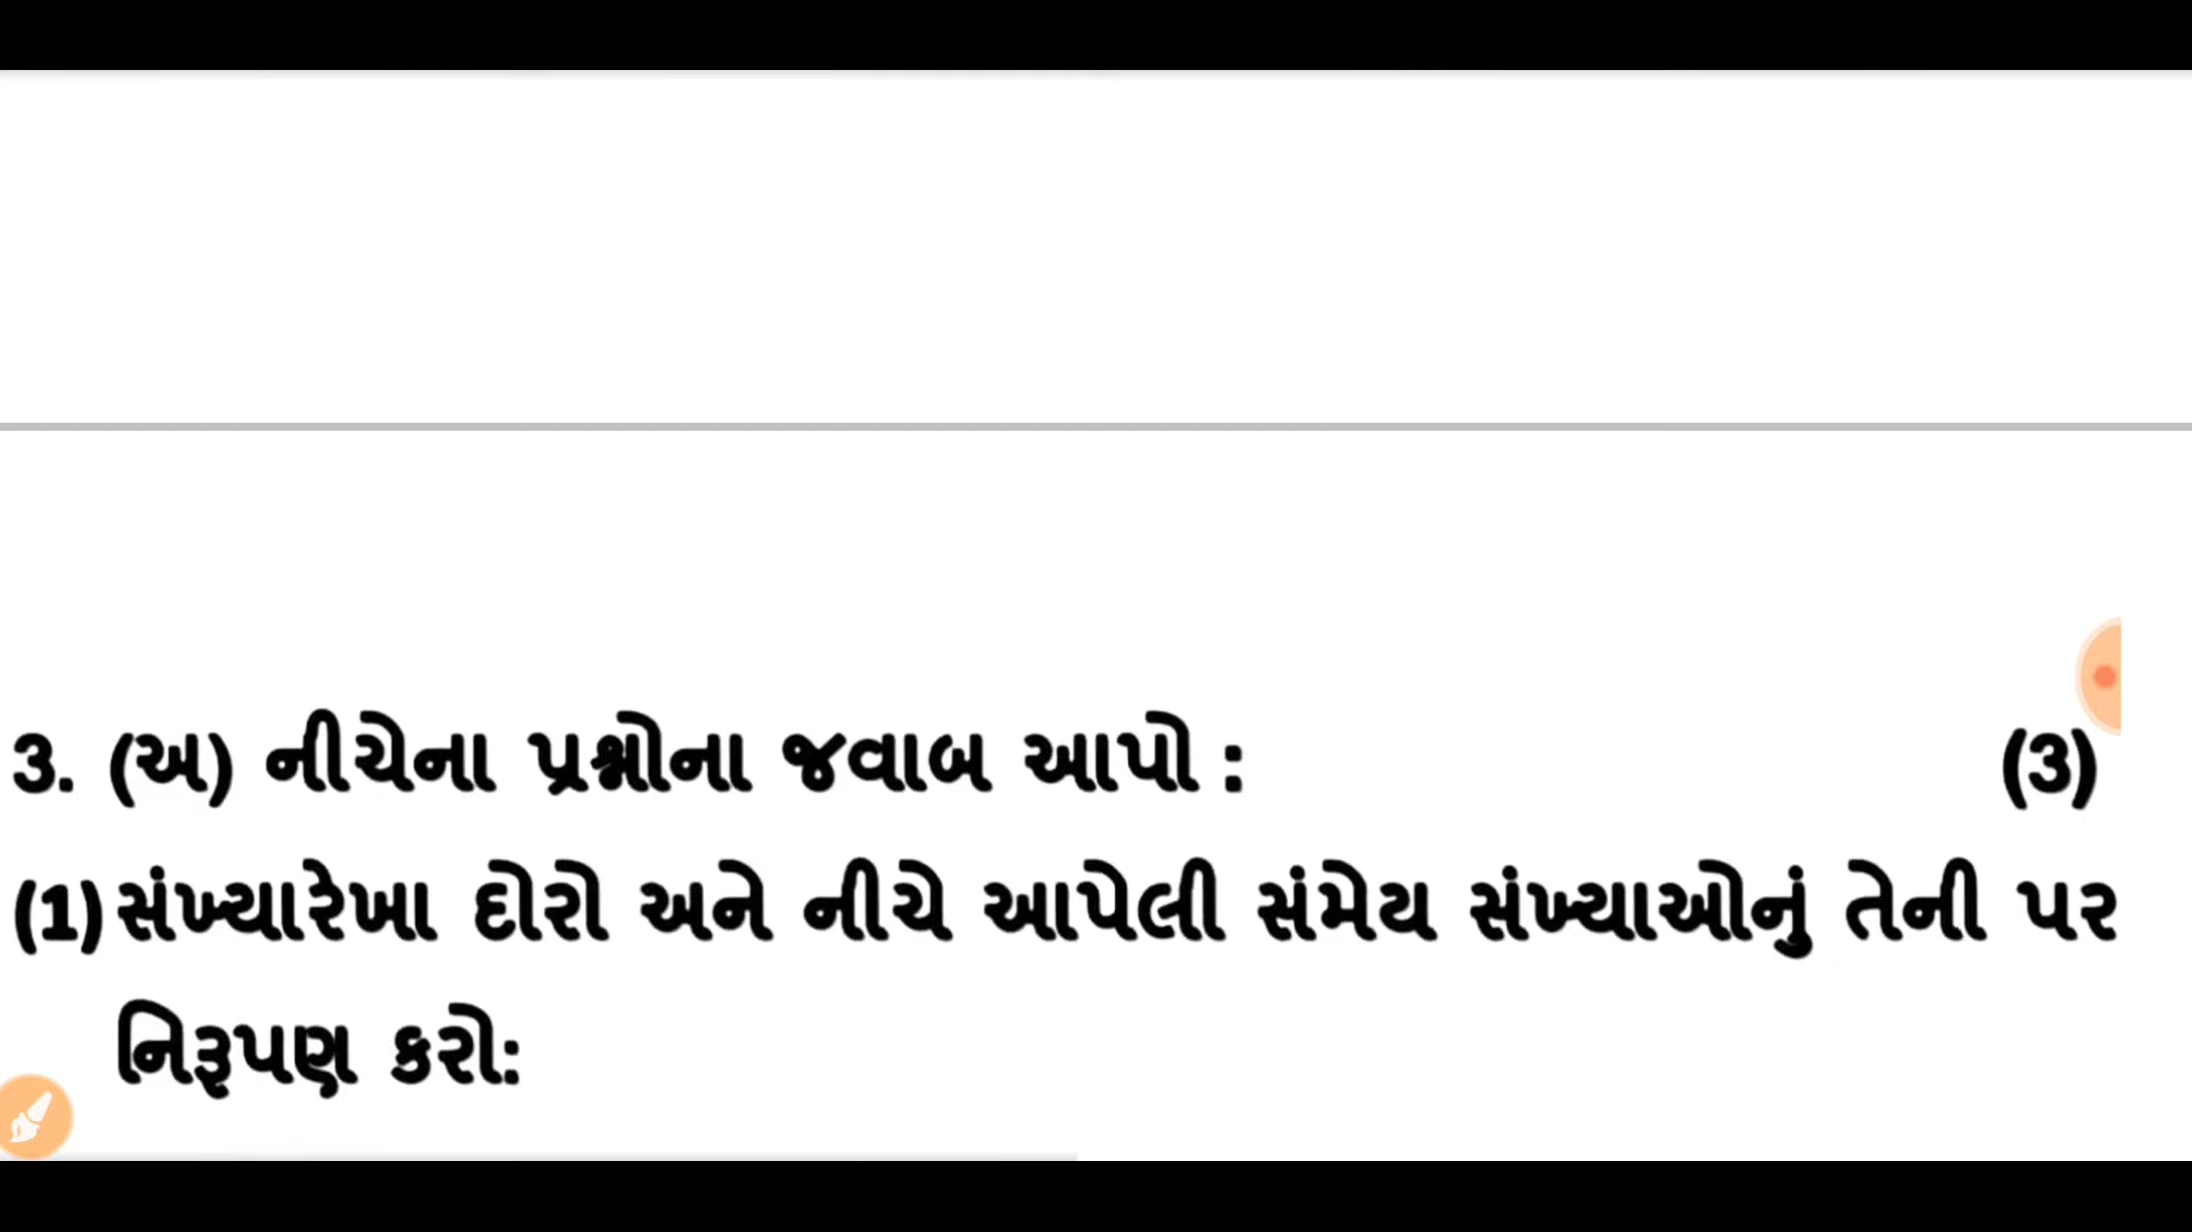 3. (અ) નીચેના પ્રશ્નોના જવાબ આપો : (3)
(1) સંખ્યારેખા દોરો અને નીચે આપેલી સંમેય સંખ્યાઓનું તેની પર
નિરૂપણ કરો: